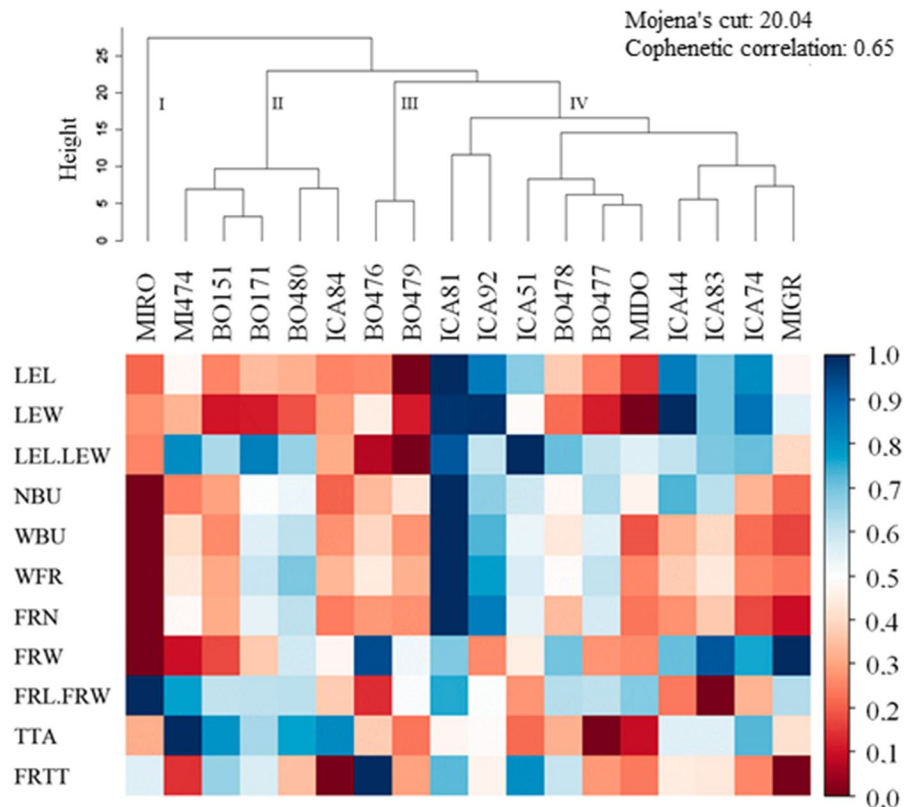 Mojena's cut: 20.04
Cophenetic correlation: 0.65
Height
0 5 10 15 20 25
I II III IV
MIRO MI474 BO151 BO171 BO480 ICA84 BO476 BO479 ICA81 ICA92 ICA51 BO478 BO477 MIDO ICA44 ICA83 ICA74 MIGR
LEL
LEW
LEL.LEW
NBU
WBU
WFR
FRN
FRW
FRL.FRW
TTA
FRTT
1.0
0.9
0.8
0.7
0.6
0.5
0.4
0.3
0.2
0.1
0,0